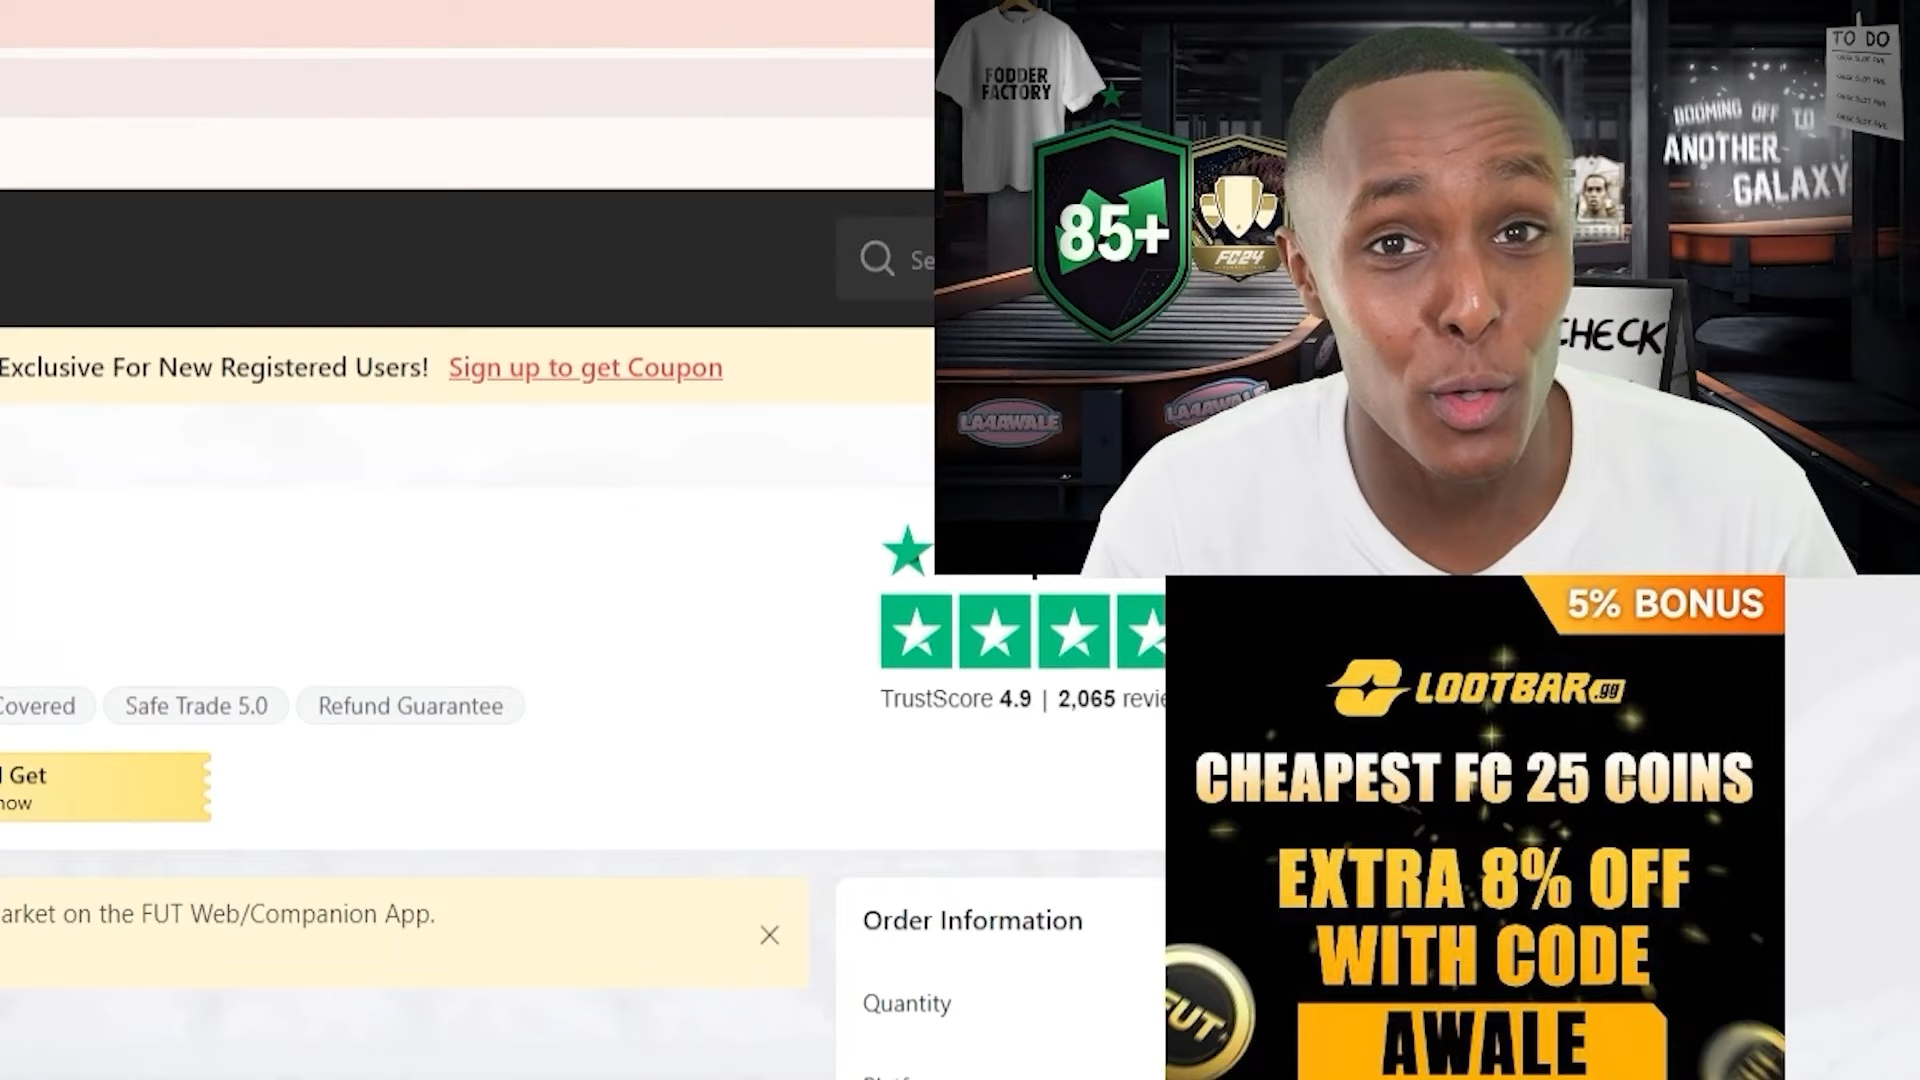 FODDER
FACTORY
85+
FC24
TO DO
BOOMING OFF TO
ANOTHER
GALAXY
CHECK
LAAAWALE
LAAAWALE
Exclusive For New Registered Users! Sign up to get Coupon
TrustScore 4.9 | 2,065
Covered
Safe Trade 5.0
Refund Guarantee
Get
now
arket on the FUT Web/Companion App.
Order Information
Quantity
5% BONUS
LOOTBAR.gg
CHEAPEST FC 25 COINS
EXTRA 8% OFF
WITH CODE
AWALE
FUT